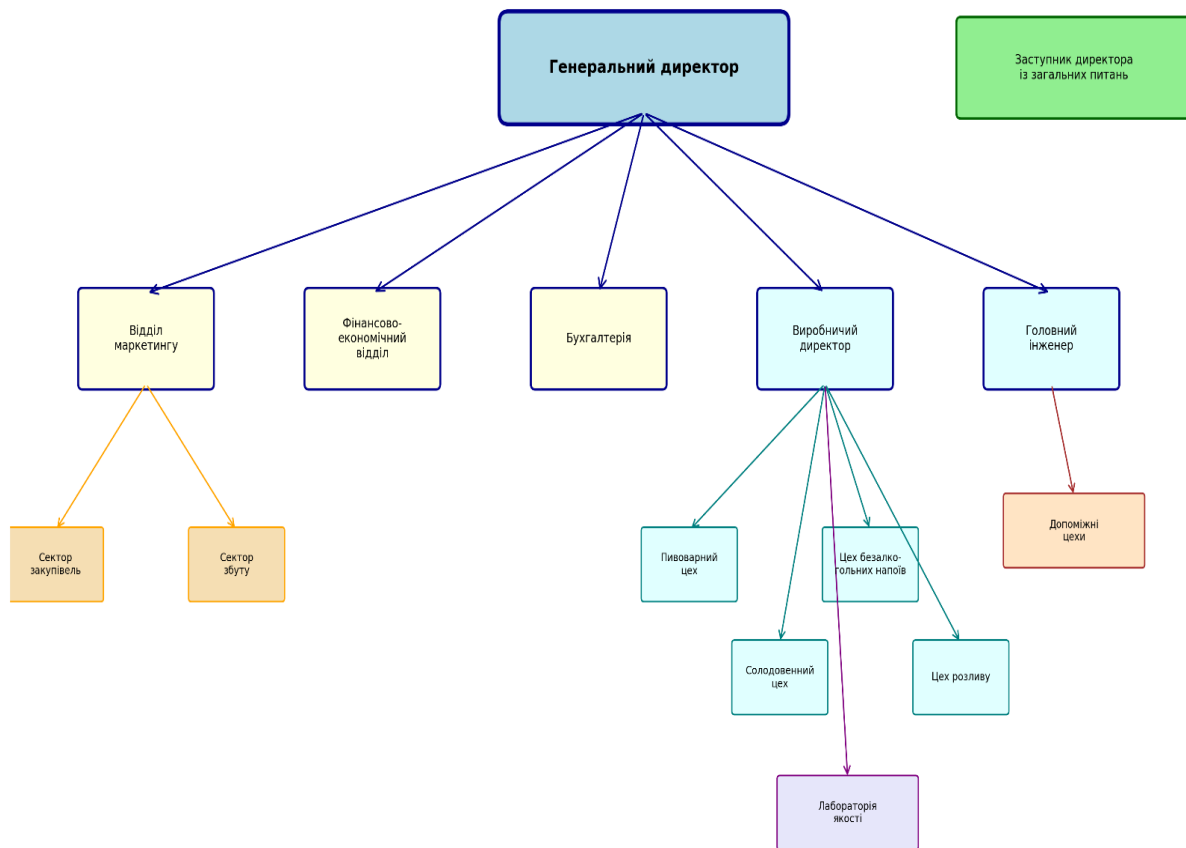 Генеральний директор
Заступник директора
із загальних питань
Відділ
маркетингу
Фінансово-
економічний
відділ
Бухгалтерія
Виробничий
директор
Головний
інженер
Сектор
закупівель
Сектор
збуту
Пивоварний
цех
Цех безалко-
гольних напоїв
Допоміжні
цехи
Солодовенний
цех
Цех розливу
Лабораторія
якості